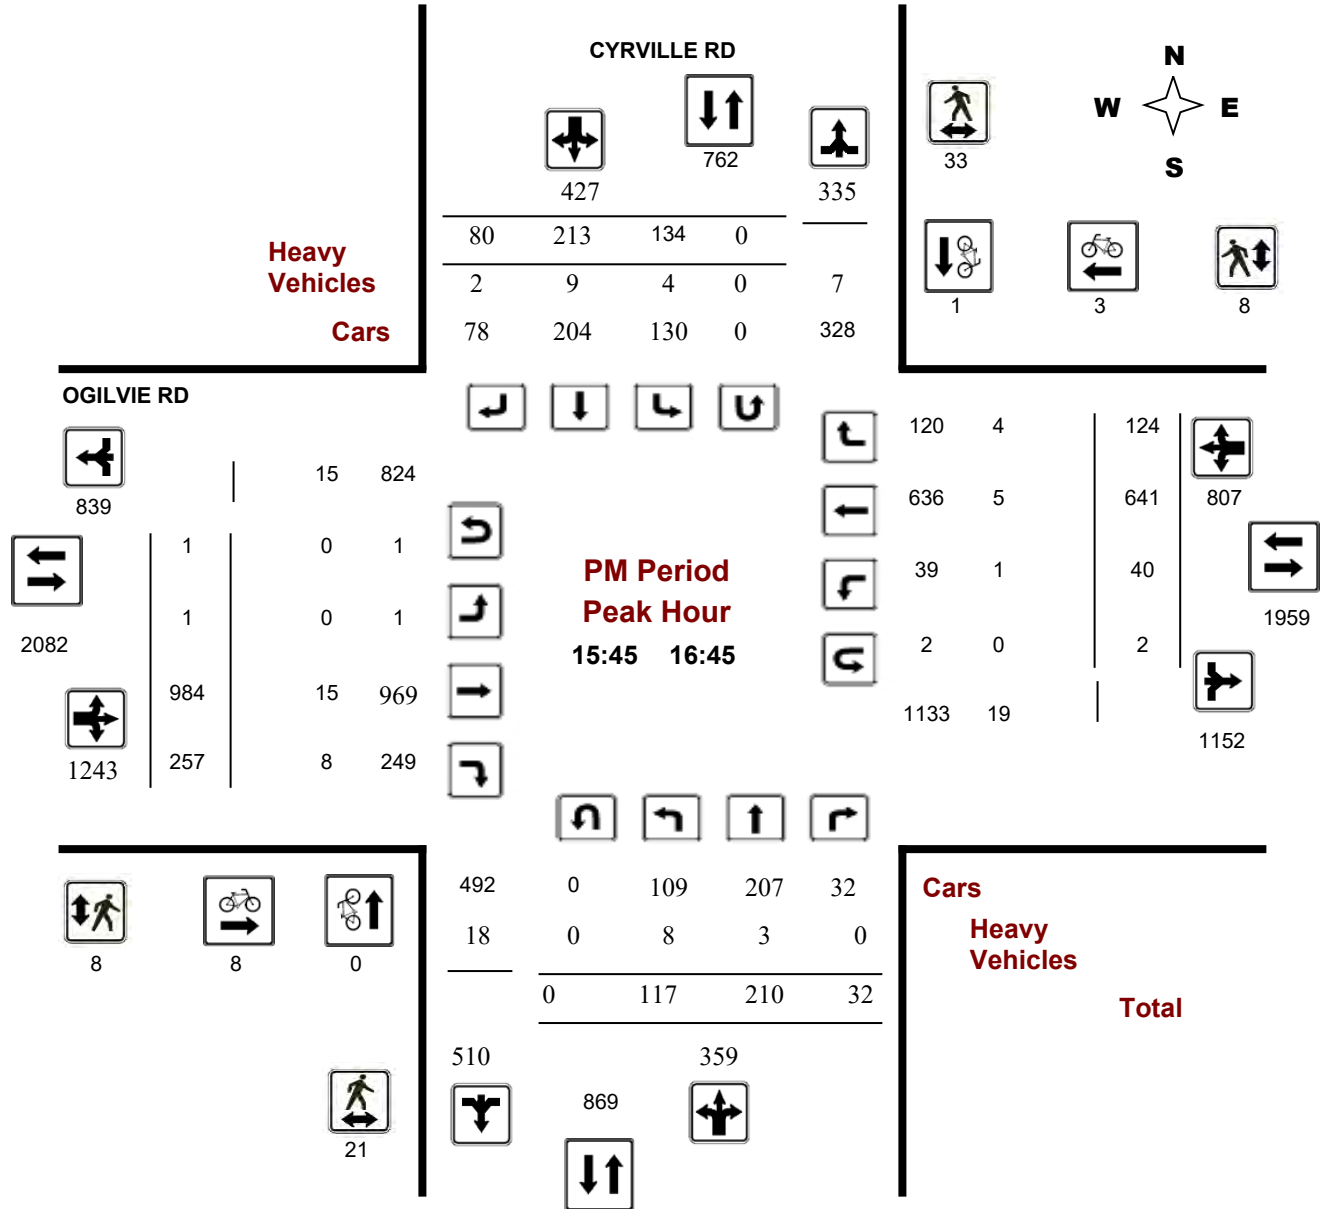 CYRVILLE RD
N
W E
S
762
33
427 335
80 213 134 0
Heavy
Vehicles
2 9 4 0 7
1 3 8
Cars
78 204 130 0 328
OGILVIE RD
120 4 124
15 824
839
636 5 641 807
1 0 1
PM Period
39 1 40
Peak Hour
1 0 1
1959
2082
15:45 16:45
2 0 2
984 15 969
1133 19
1152
1243 257 8 249
492 0 109 207 32
Cars
18 0 8 3 0
Heavy
Vehicles
8 8 0
0 117 210 32
Total
510 359
869
21